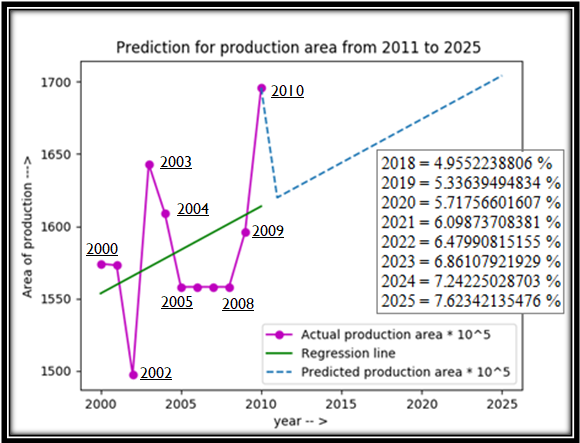 Prediction for production area from 2011 to 2025
Area of production --->
1700
1650
1600
1550
1500
2010
2003
2004
2009
2000
2005
2008
2002
2018 = 4.9552238806 %
2019 = 5.33639494834 %
2020 = 5.71756601607 %
2021 = 6.09873708381 %
2022 = 6.47990815155 %
2023 = 6.86107921929 %
2024 = 7.24225028703 %
2025 = 7.62342135476 %
Actual production area * 10^5
Regression line
Predicted production area * 10^5
2000 2005 2010 2015 2020 2025
year -- >